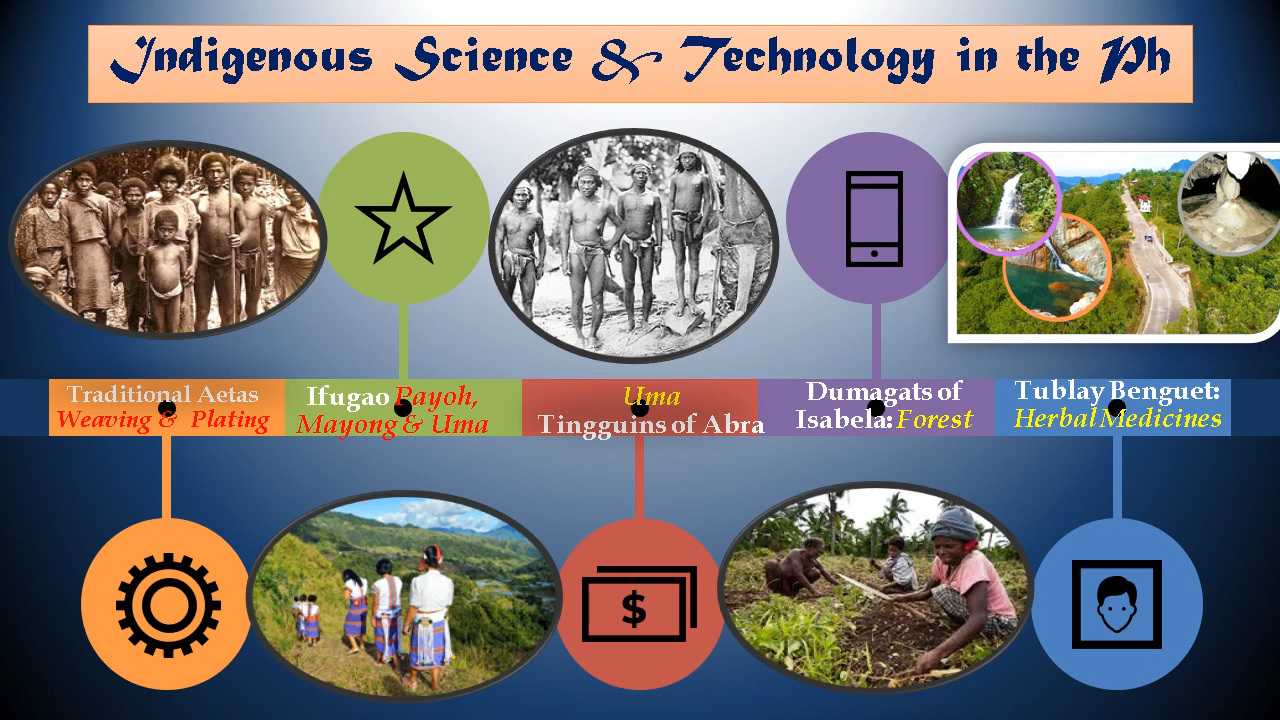 Indigenous Science & Technology in the Ph
Traditional Aetas
Weaving & Plating
Ifugao Payoh,
Mayong & Uma
Uma
Tingguins of Abra
Dumagats of
Isabela: Forest
Tublay Benguet:
Herbal Medicines
$